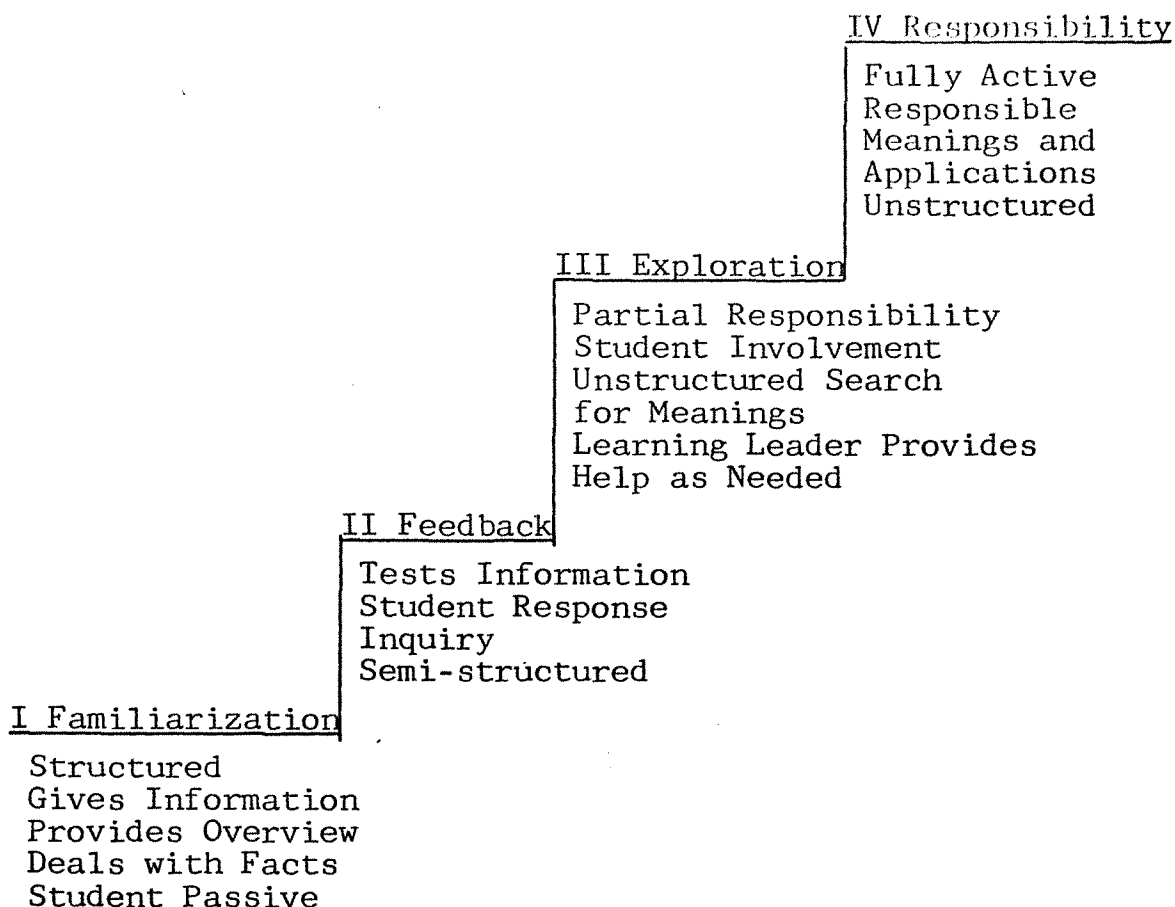 IV Responsibility
Fully Active
Responsible
Meanings and
Applications
Unstructured
III Exploration
Partial Responsibility
Student Involvement
Unstructured Search
for Meanings
Learning Leader Provides
Help as Needed
II Feedback
Tests Information
Student Response
Inquiry
Semi-structured
I Familiarization
Structured
Gives Information
Provides Overview
Deals with Facts
Student Passive